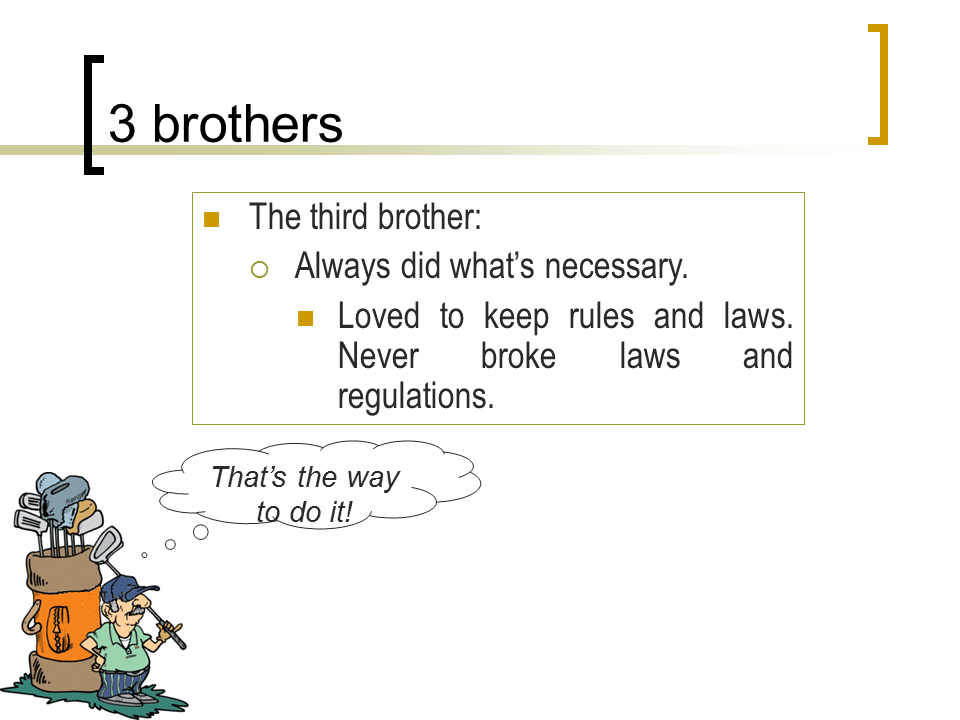 3 brothers
The third brother:
Always did what’s necessary.
Loved to keep rules and laws.
Never broke laws and
regulations.
That’s the way
to do it!